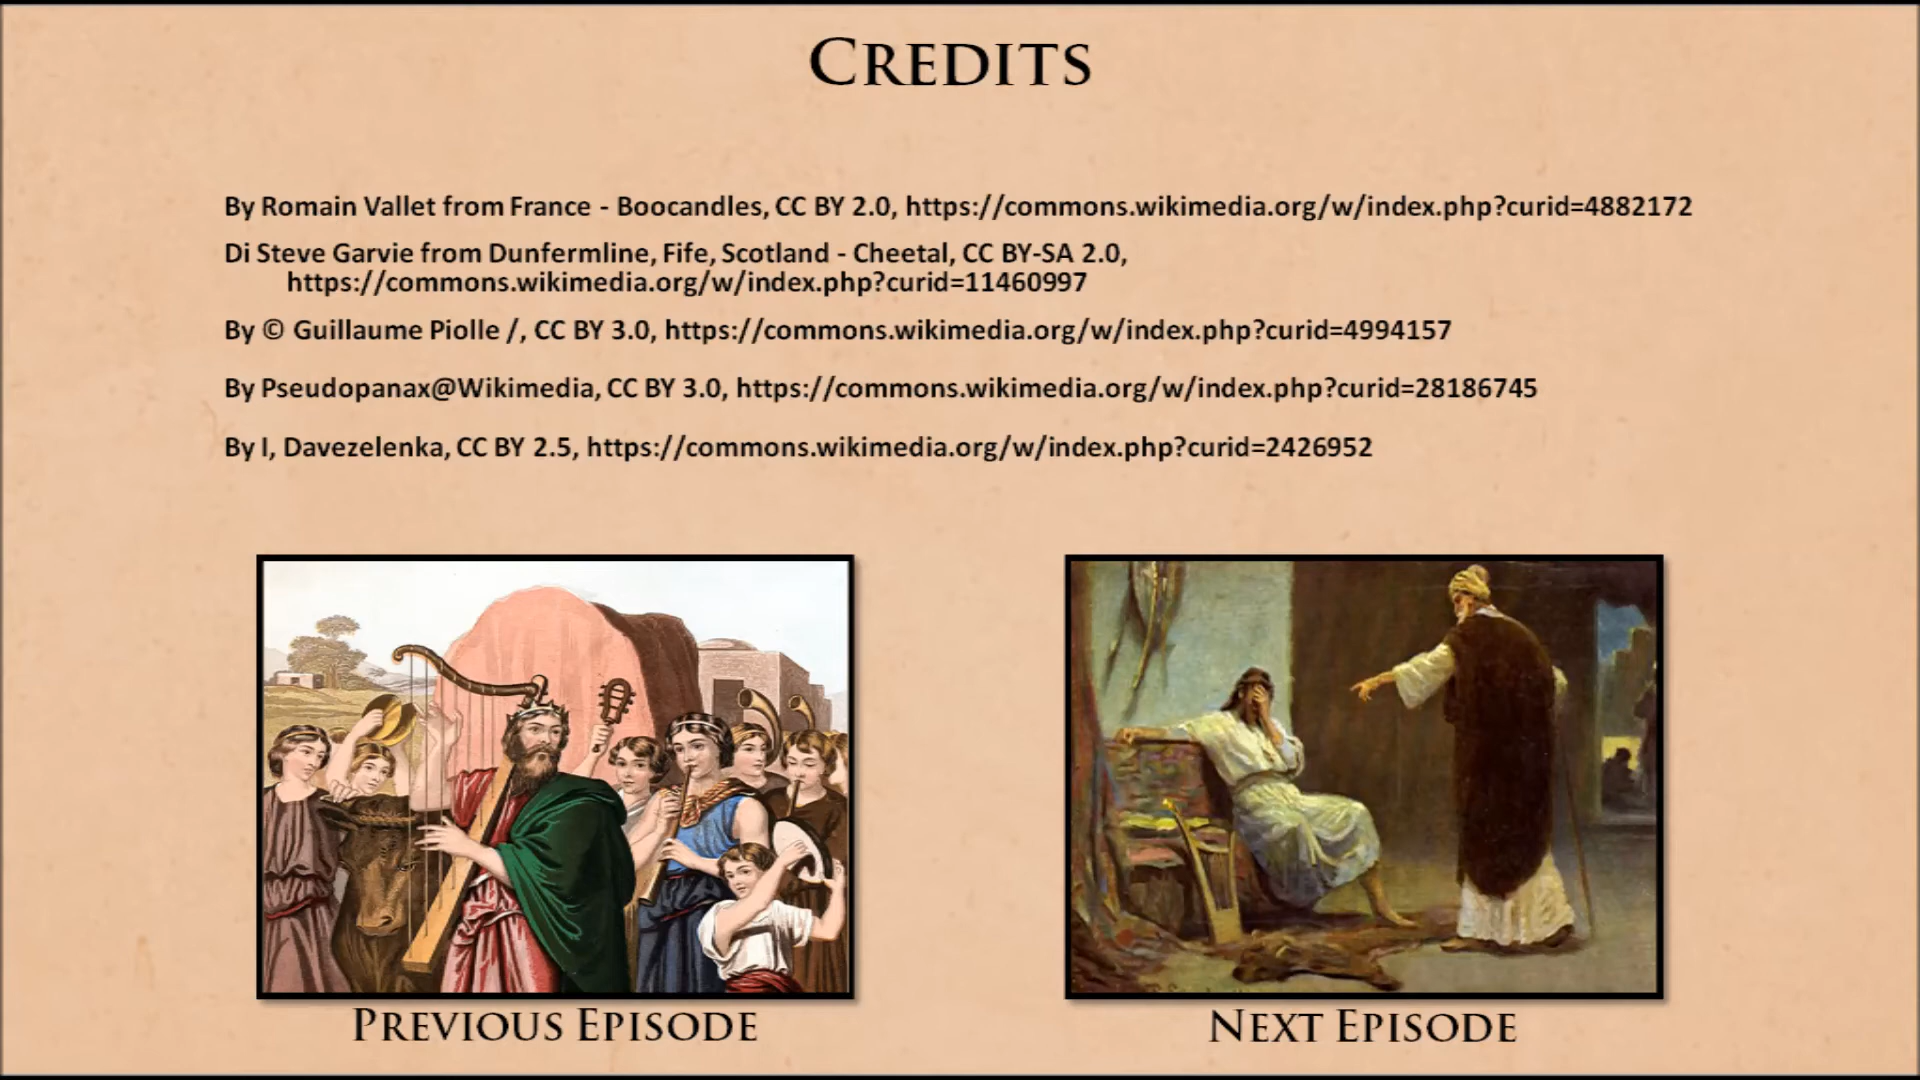 Credits
By Romain Vallet from France - Boocandles, CC BY 2.0, https://commons.wikimedia.org/w/index.php?curid=4882172
Di Steve Garvie from Dunfermline, Fife, Scotland - Cheetal, CC BY-SA 2.0,
https://commons.wikimedia.org/w/index.php?curid=11460997
By © Guillaume Piolle /, CC BY 3.0, https://commons.wikimedia.org/w/index.php?curid=4994157
By Pseudopanax@Wikimedia, CC BY 3.0, https://commons.wikimedia.org/w/index.php?curid=28186745
By I, Davezelenka, CC BY 2.5, https://commons.wikimedia.org/w/index.php?curid=2426952
Previous Episode
Next Episode